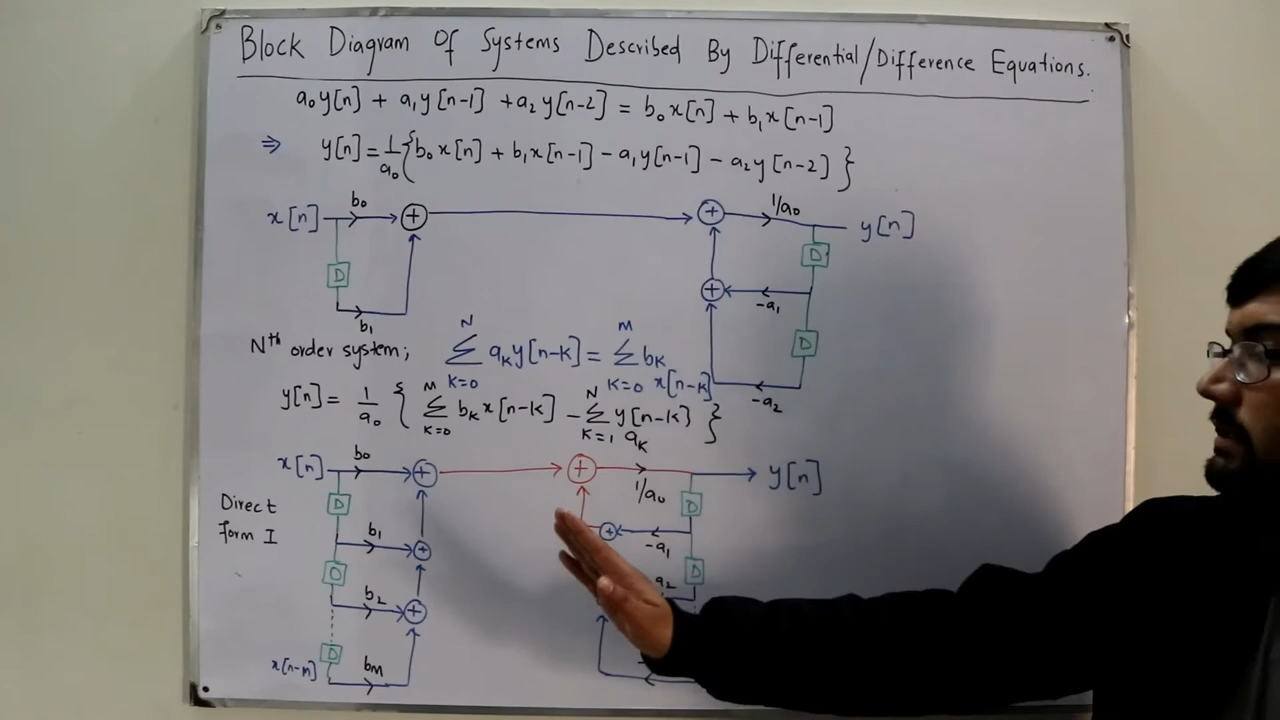 Block Diagram Of Systems Described By Differential/Difference Equations.
a₀y[n] + a₁y[n-1] + a₂y[n-2] = b₀x[n] + b₁x[n-1]
⇒ y[n] = 1/a₀ { b₀x[n] + b₁x[n-1] - a₁y[n-1] - a₂y[n-2] }
x[n] b₀ + + 1/a₀ y[n]
D D
+ -a₁
b₁
D
-a₂
Nth order system; N Σ K=0 aₖy[n-k] = M Σ K=0 bₖ x[n-k]
y[n] = 1/a₀ { M Σ K=0 bₖx[n-k] - N Σ K=1 y[n-k] aₖ }
x[n] b₀ + + 1/a₀ y[n]
Direct form I
D D
b₁ + + -a₁
D D
b₂ + a₂
D
x[n-m] bm